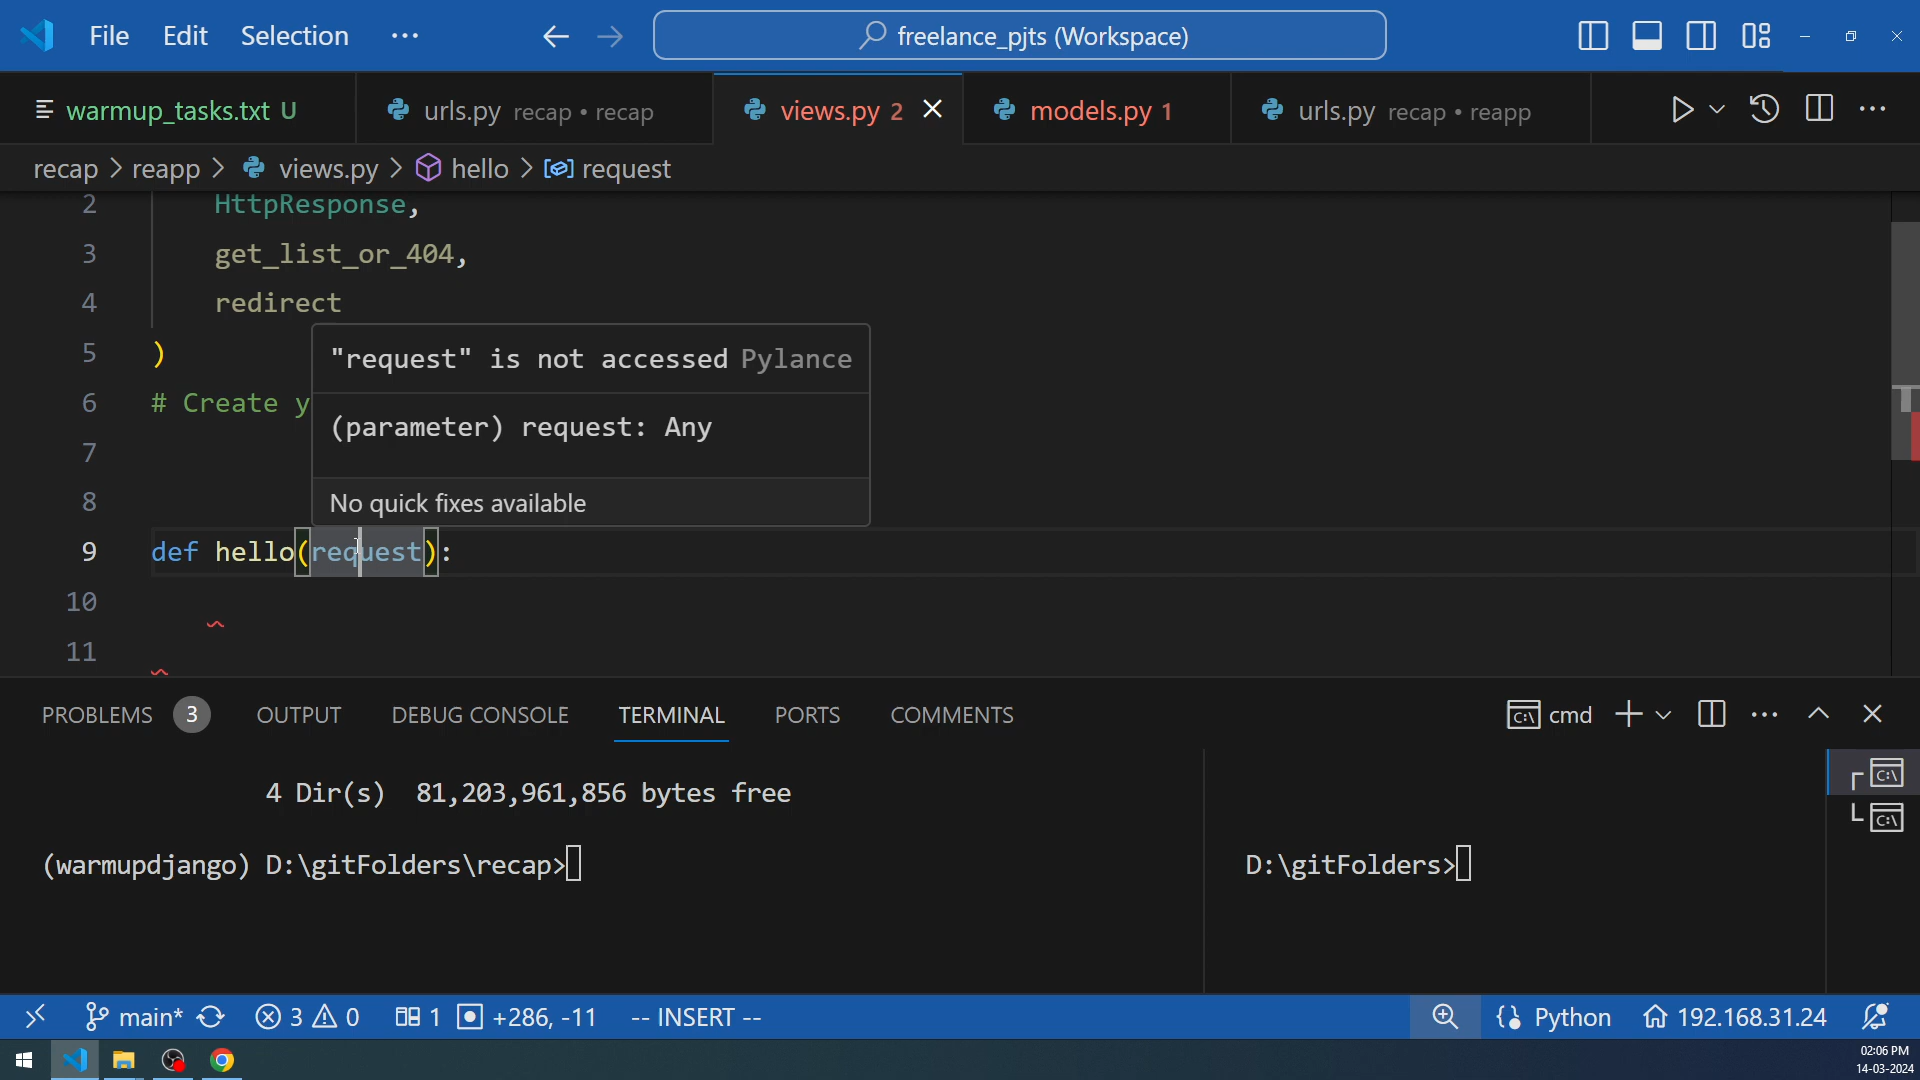 File Edit Selection ··· freelance_pjts (Workspace)
warmup_tasks.txt U urls.py recap • recap views.py 2 models.py 1 urls.py recap • reapp
recap > reapp > views.py > hello > request
2 HttpResponse,
3 get_list_or_404,
4 redirect
5 )
"request" is not accessed Pylance
6 # Create y
(parameter) request: Any
7
8
No quick fixes available
9 def hello(request):
10
11
PROBLEMS 3 OUTPUT DEBUG CONSOLE TERMINAL PORTS COMMENTS cmd
4 Dir(s) 81,203,961,856 bytes free
(warmupdjango) D:\gitFolders\recap> D:\gitFolders>
main* 3 0 1 +286, -11 -- INSERT -- Python 192.168.31.24
02:06 PM
14-03-2024